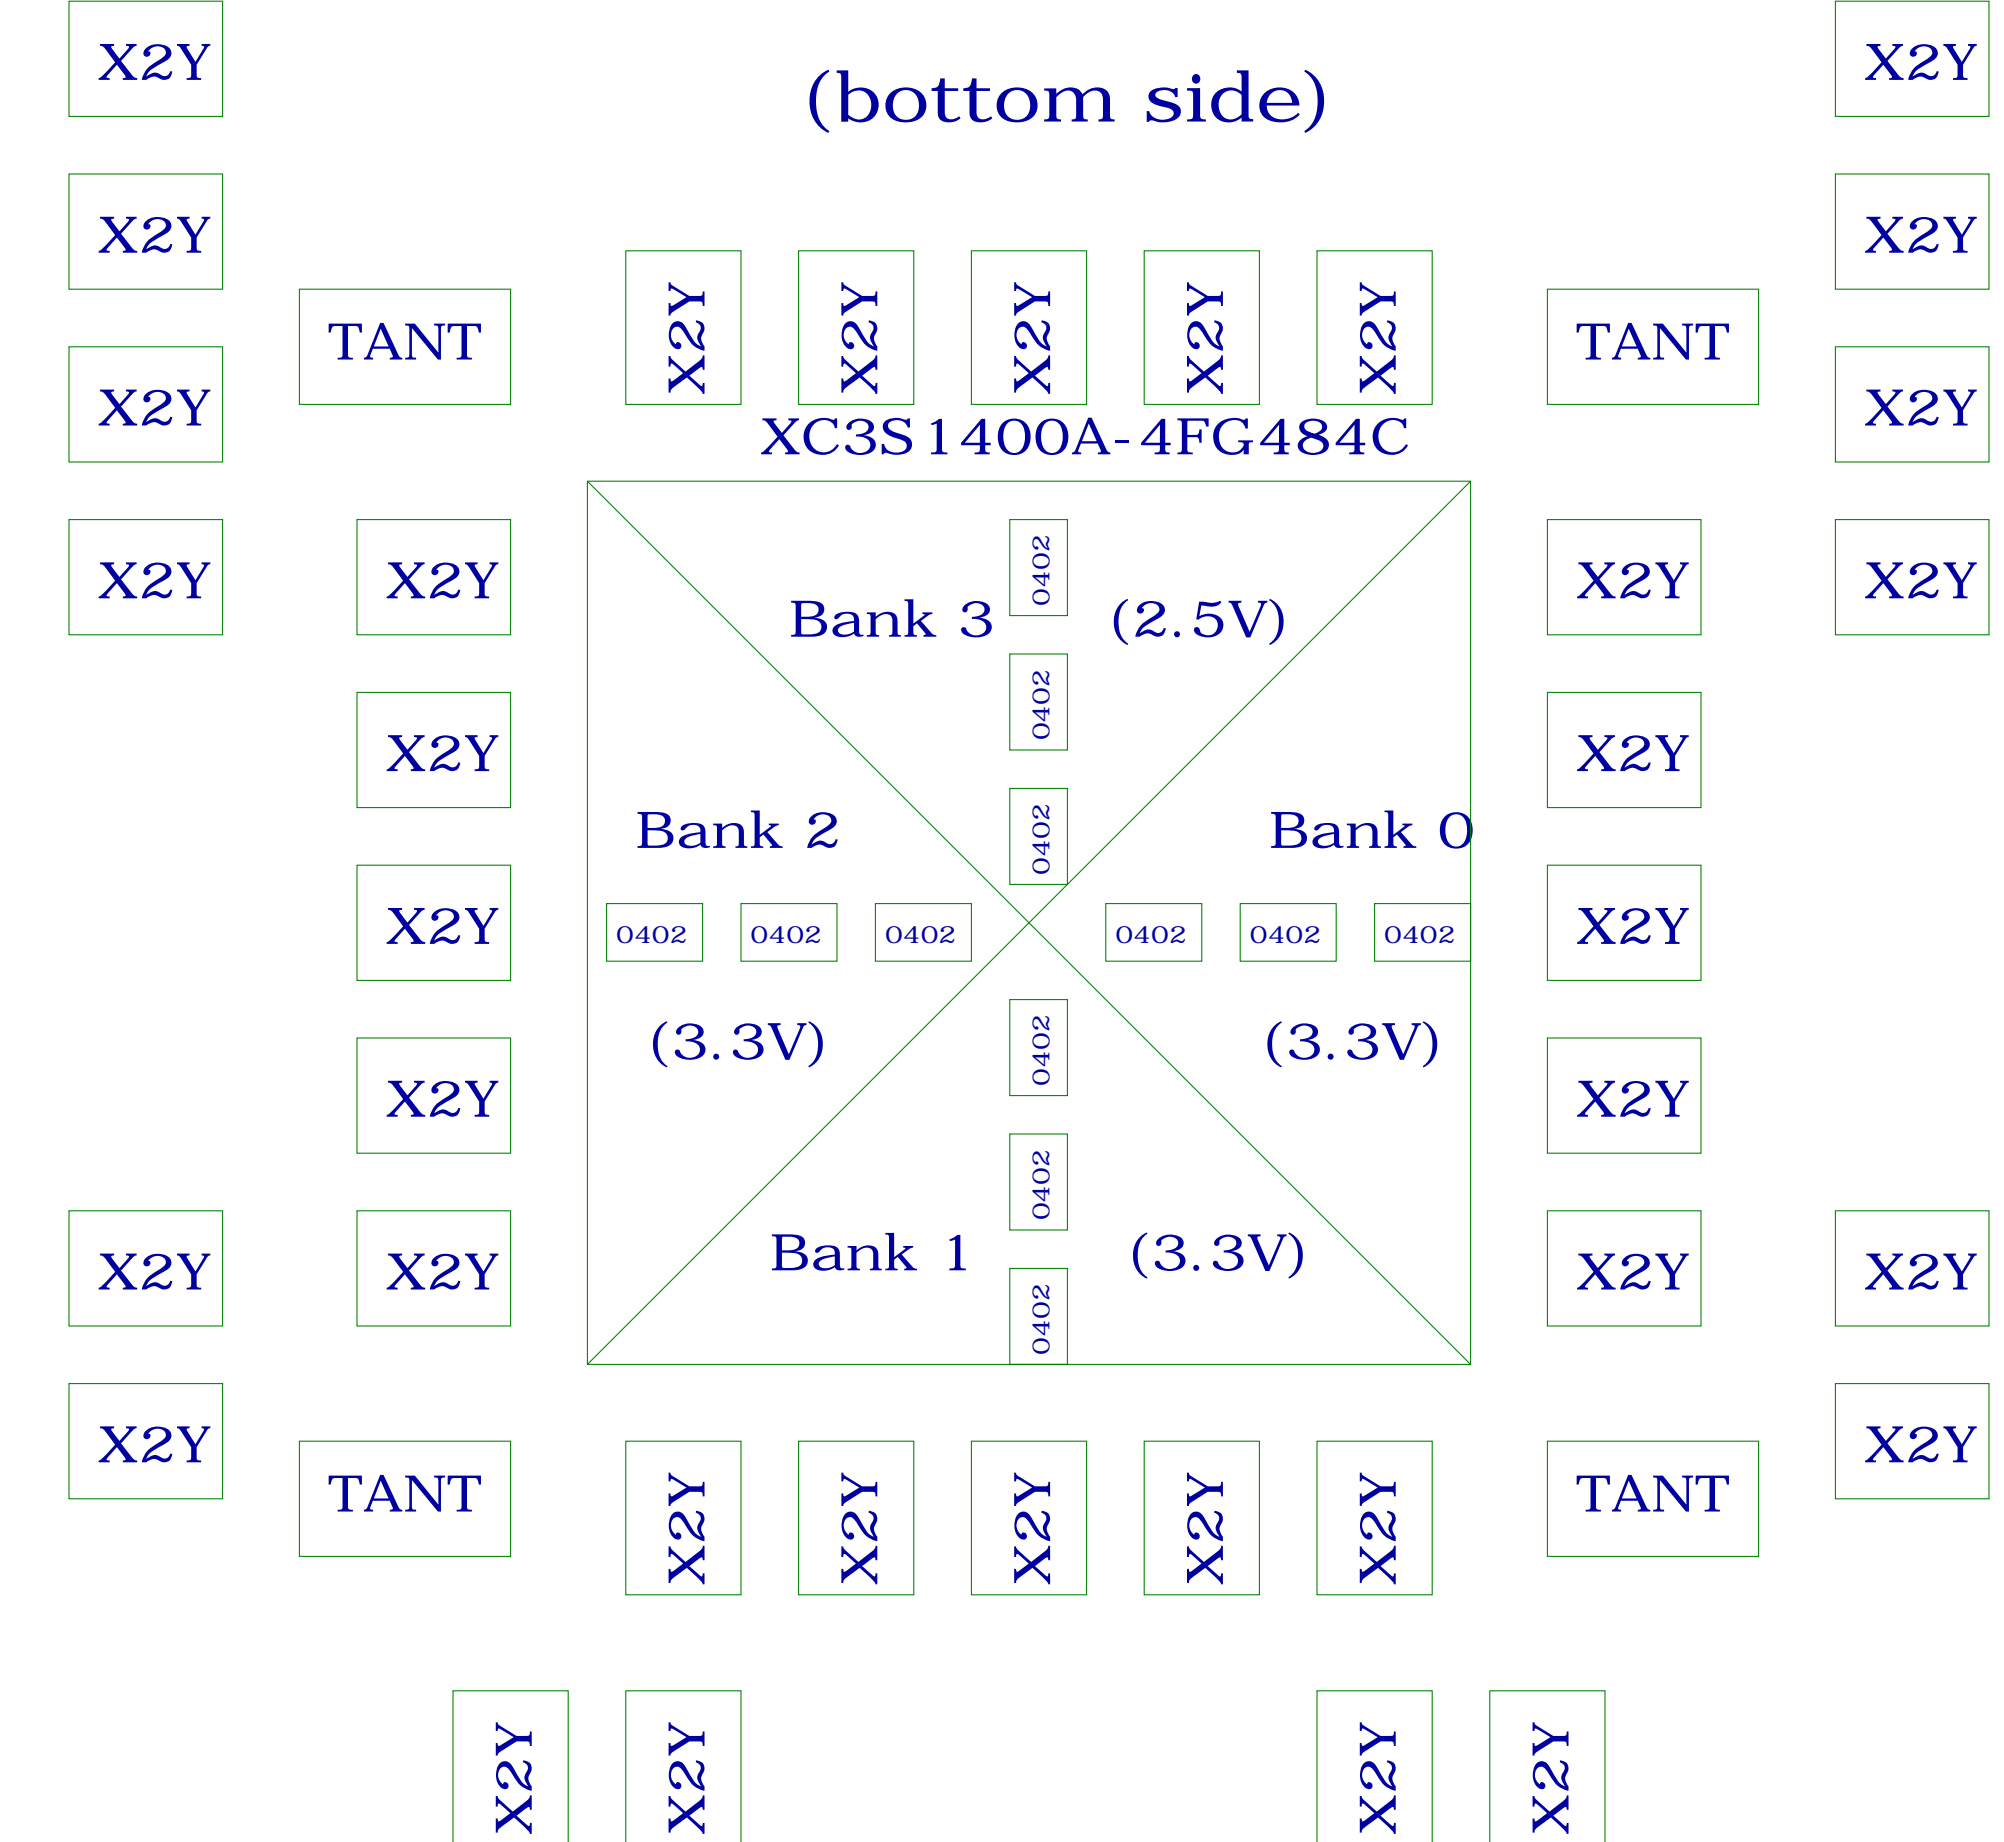 X2Y X2Y
(bottom side)
X2Y X2Y
X2Y X2Y X2Y X2Y X2Y
TANT TANT
X2Y X2Y
XC3S1400A-4FG484C
X2Y X2Y 0402 X2Y X2Y
Bank 3 (2.5V)
0402
X2Y X2Y
Bank 2 0402 Bank 0
X2Y 0402 0402 0402 0402 0402 0402 X2Y
(3.3V) 0402 (3.3V)
X2Y X2Y
0402
Bank 1 (3.3V)
X2Y X2Y X2Y X2Y
0402
X2Y X2Y
TANT TANT
X2Y X2Y X2Y X2Y X2Y
X2Y X2Y X2Y X2Y